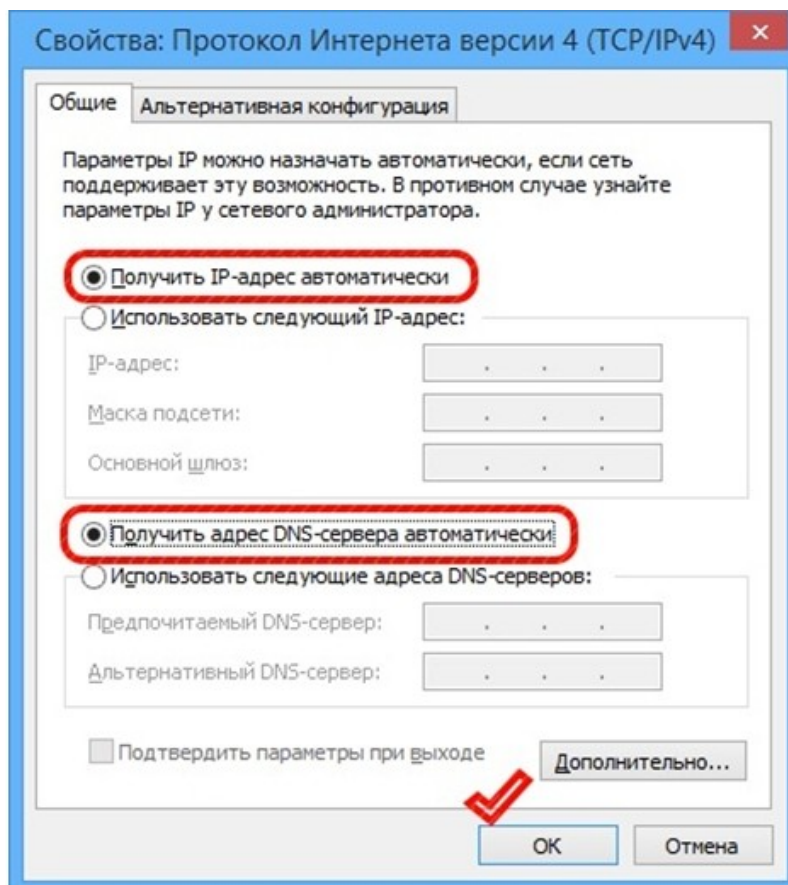 Свойства: Протокол Интернета версии 4 (TCP/IPv4)
Общие
Альтернативная конфигурация
Параметры IP можно назначать автоматически, если сеть
поддерживает эту возможность. В противном случае узнайте
параметры IP у сетевого администратора.
Получить IP-адрес автоматически
Использовать следующий IP-адрес:
IP-адрес:
Маска подсети:
Основной шлюз:
Получить адрес DNS-сервера автоматически
Использовать следующие адреса DNS-серверов:
Предпочитаемый DNS-сервер:
Альтернативный DNS-сервер:
Подтвердить параметры при выходе
Дополнительно...
ОК
Отмена